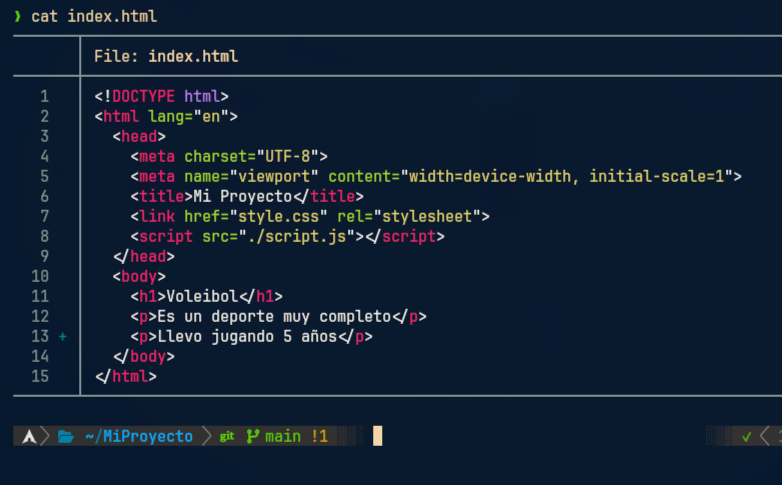 ❯ cat index.html
File: index.html
1 <!DOCTYPE html>
2 <html lang="en">
3 <head>
4 <meta charset="UTF-8">
5 <meta name="viewport" content="width=device-width, initial-scale=1">
6 <title>Mi Proyecto</title>
7 <link href="style.css" rel="stylesheet">
8 <script src="./script.js"></script>
9 </head>
10 <body>
11 <h1>Voleibol</h1>
12 <p>Es un deporte muy completo</p>
13 + <p>Llevo jugando 5 años</p>
14 </body>
15 </html>
~/MiProyecto git main !1 ✓